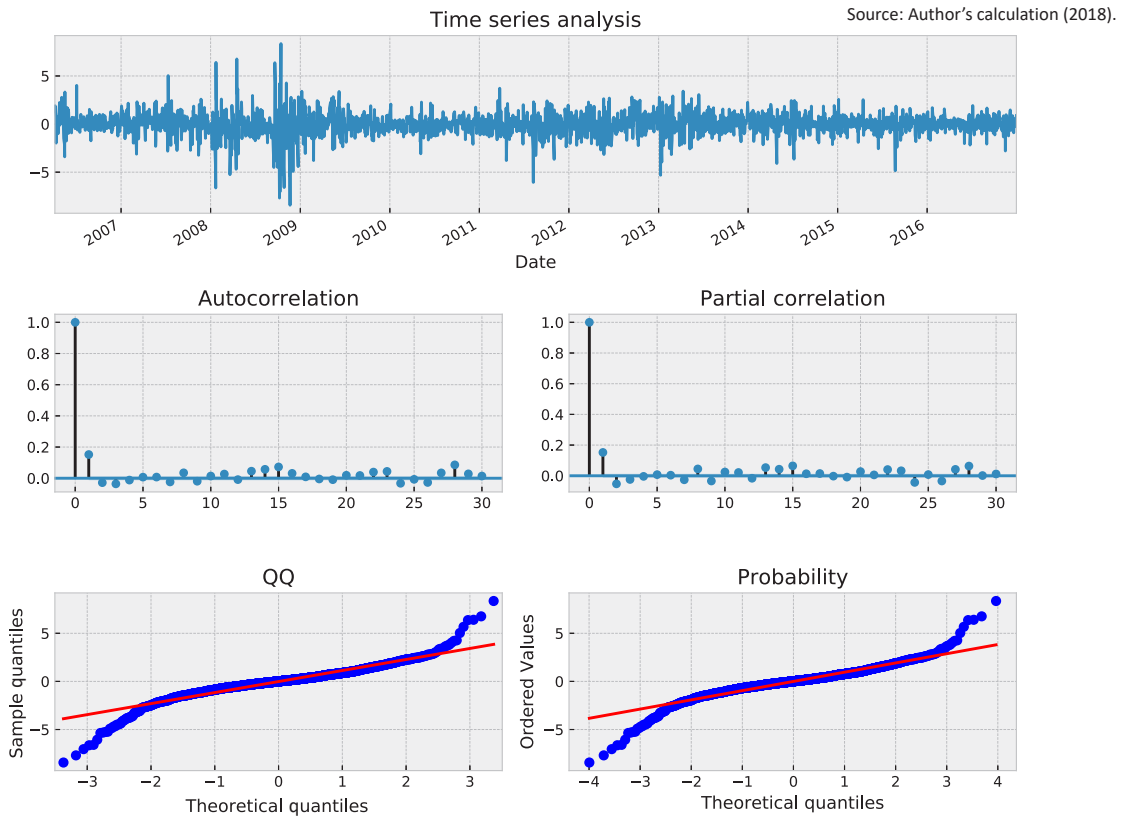 Source: Author’s calculation (2018).
Time series analysis
5
0
−5
2007 2008 2009 2010 2011 2012 2013 2014 2015 2016
Date
Autocorrelation
1.0
0.8
0.6
0.4
0.2
0.0
0 5 10 15 20 25 30
Partial correlation
1.0
0.8
0.6
0.4
0.2
0.0
0 5 10 15 20 25 30
QQ
Sample quantiles
5
0
−5
−3 −2 −1 0 1 2 3
Theoretical quantiles
Probability
Ordered Values
5
0
−5
−4 −3 −2 −1 0 1 2 3 4
Theoretical quantiles